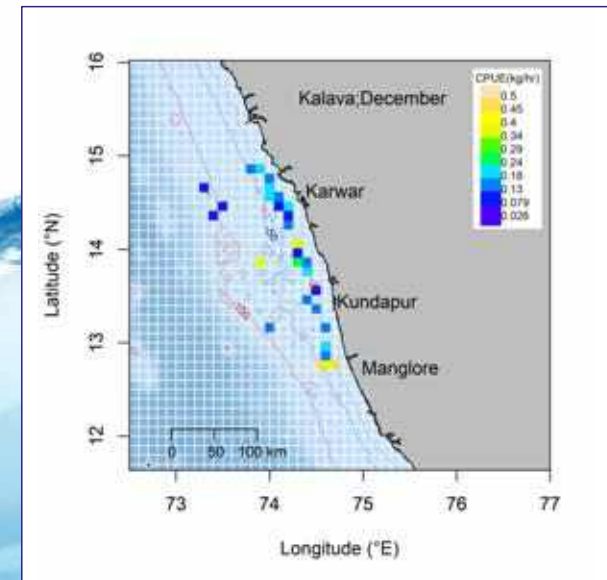 Kalava;December
CPUE(kg/hr)
0.5
0.45
0.4
0.34
0.29
0.24
0.18
0.13
0.079
0.026
16
15
14
13
12
Latitude (°N)
Karwar
Kundapur
Manglore
0 50 100 km
73 74 75 76 77
Longitude (°E)